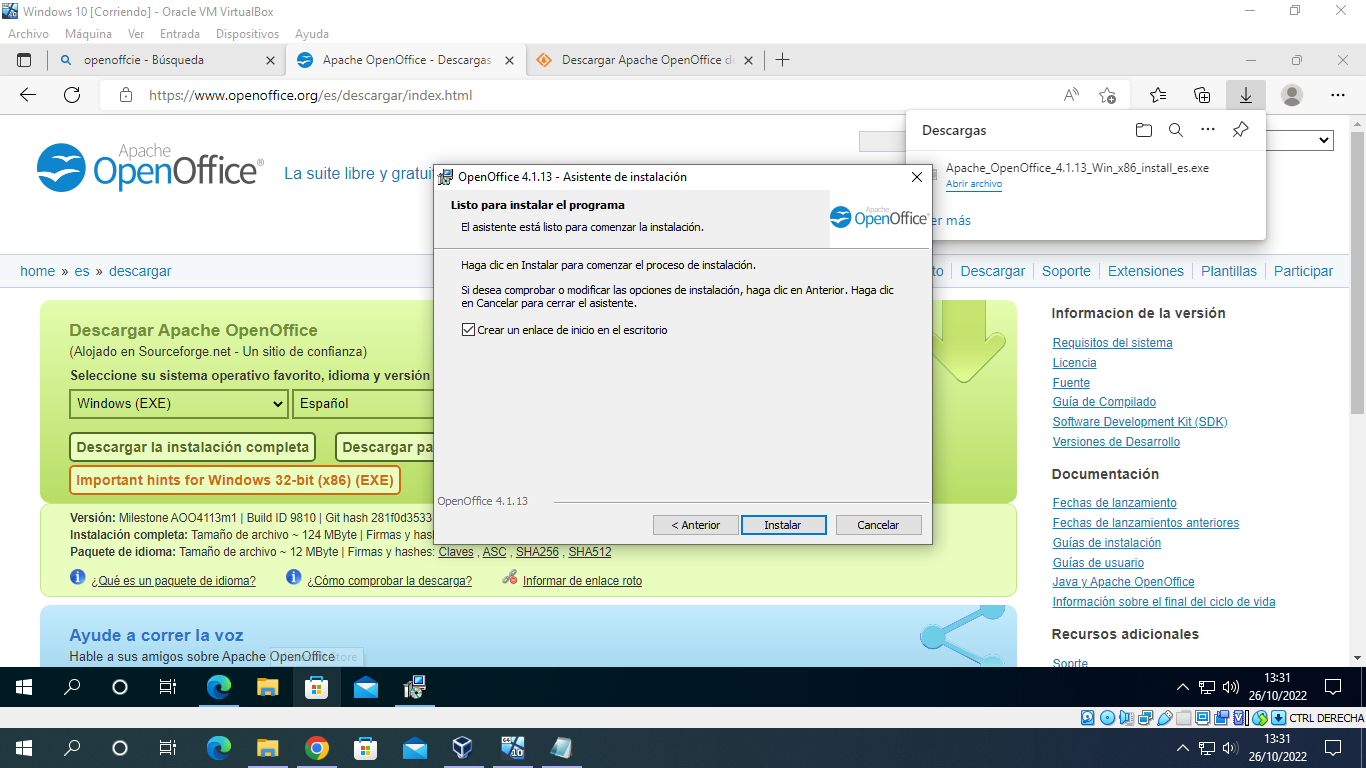 Windows 10 [Corriendo] - Oracle VM VirtualBox
Archivo Máquina Ver Entrada Dispositivos Ayuda
openoffcie - Búsqueda
Apache OpenOffice - Descargas
Descargar Apache OpenOffice de
https://www.openoffice.org/es/descargar/index.html
Descargas
Apache_OpenOffice_4.1.13_Win_x86_install_es.exe
Abrir archivo
er más
Apache
OpenOffice®
La suite libre y gratui
home » es » descargar
to Descargar Soporte Extensiones Plantillas Participar
OpenOffice 4.1.13 - Asistente de instalación
Listo para instalar el programa
El asistente está listo para comenzar la instalación.
Apache
OpenOffice
Haga clic en Instalar para comenzar el proceso de instalación.
Si desea comprobar o modificar las opciones de instalación, haga clic en Anterior. Haga clic
en Cancelar para cerrar el asistente.
Crear un enlace de inicio en el escritorio
OpenOffice 4.1.13
< Anterior Instalar Cancelar
Descargar Apache OpenOffice
(Alojado en Sourceforge.net - Un sitio de confianza)
Seleccione su sistema operativo favorito, idioma y versión
Windows (EXE) Español
Descargar la instalación completa Descargar pa
Important hints for Windows 32-bit (x86) (EXE)
Versión: Milestone AOO4113m1 | Build ID 9810 | Git hash 281f0d3533
Instalación completa: Tamaño de archivo ~ 124 MByte | Firmas y has
Paquete de idioma: Tamaño de archivo ~ 12 MByte | Firmas y hashes: Claves , ASC , SHA256 , SHA512
¿Qué es un paquete de idioma? ¿Cómo comprobar la descarga? Informar de enlace roto
Ayude a correr la voz
Hable a sus amigos sobre Apache OpenOffice
Informacion de la versión
Requisitos del sistema
Licencia
Fuente
Guía de Compilado
Software Development Kit (SDK)
Versiones de Desarrollo
Documentación
Fechas de lanzamiento
Fechas de lanzamientos anteriores
Guías de instalación
Guías de usuario
Java y Apache OpenOffice
Información sobre el final del ciclo de vida
Recursos adicionales
Soprte
13:31
26/10/2022
CTRL DERECHA
13:31
26/10/2022